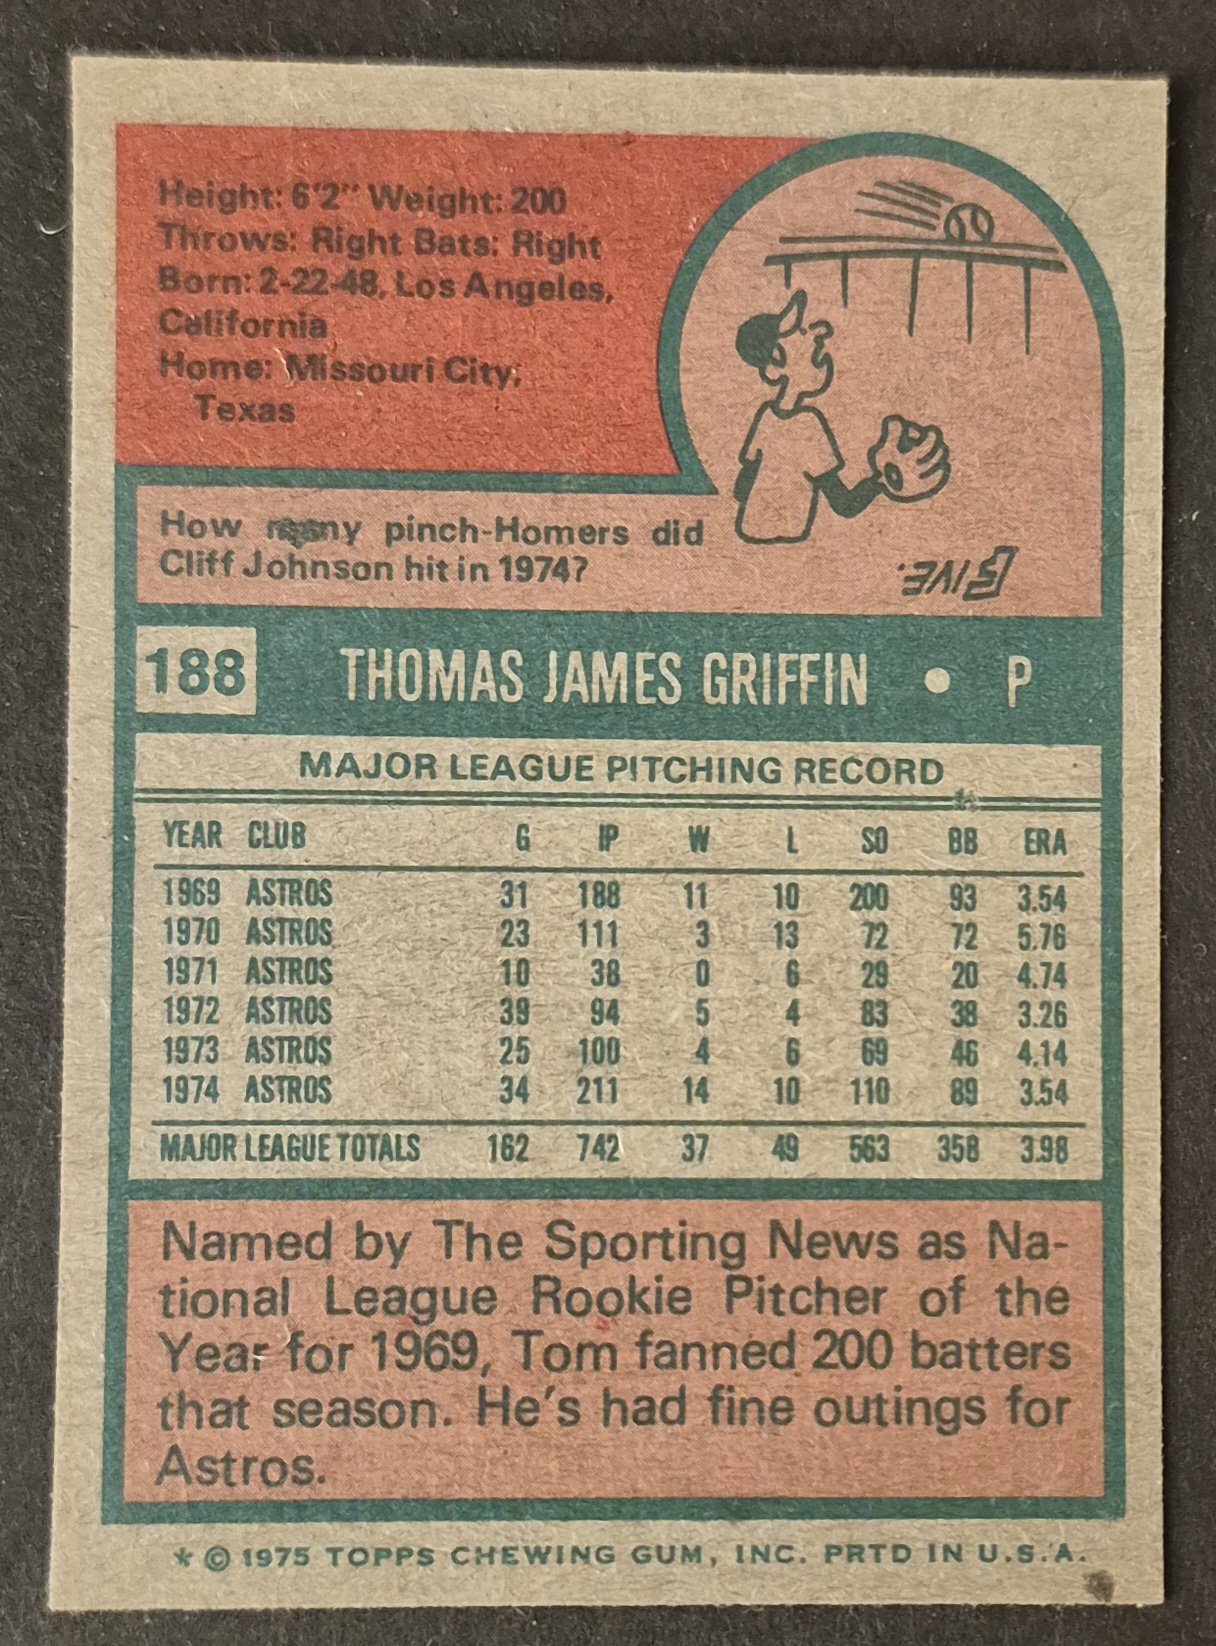 Height: 6'2" Weight: 200
Throws: Right Bats: Right
Born: 2-22-48, Los Angeles,
California
Home: Missouri City,
Texas
How many pinch-Homers did
Cliff Johnson hit in 1974?
FIVE.
188 THOMAS JAMES GRIFFIN • P
MAJOR LEAGUE PITCHING RECORD
YEAR CLUB G IP W L SO BB ERA
1969 ASTROS 31 188 11 10 200 93 3.54
1970 ASTROS 23 111 3 13 72 72 5.76
1971 ASTROS 10 38 0 6 29 20 4.74
1972 ASTROS 39 94 5 4 83 38 3.26
1973 ASTROS 25 100 4 6 69 46 4.14
1974 ASTROS 34 211 14 10 110 89 3.54
MAJOR LEAGUE TOTALS 162 742 37 49 563 358 3.98
Named by The Sporting News as Na-
tional League Rookie Pitcher of the
Year for 1969, Tom fanned 200 batters
that season. He's had fine outings for
Astros.
* © 1975 TOPPS CHEWING GUM, INC. PRTD IN U.S.A.